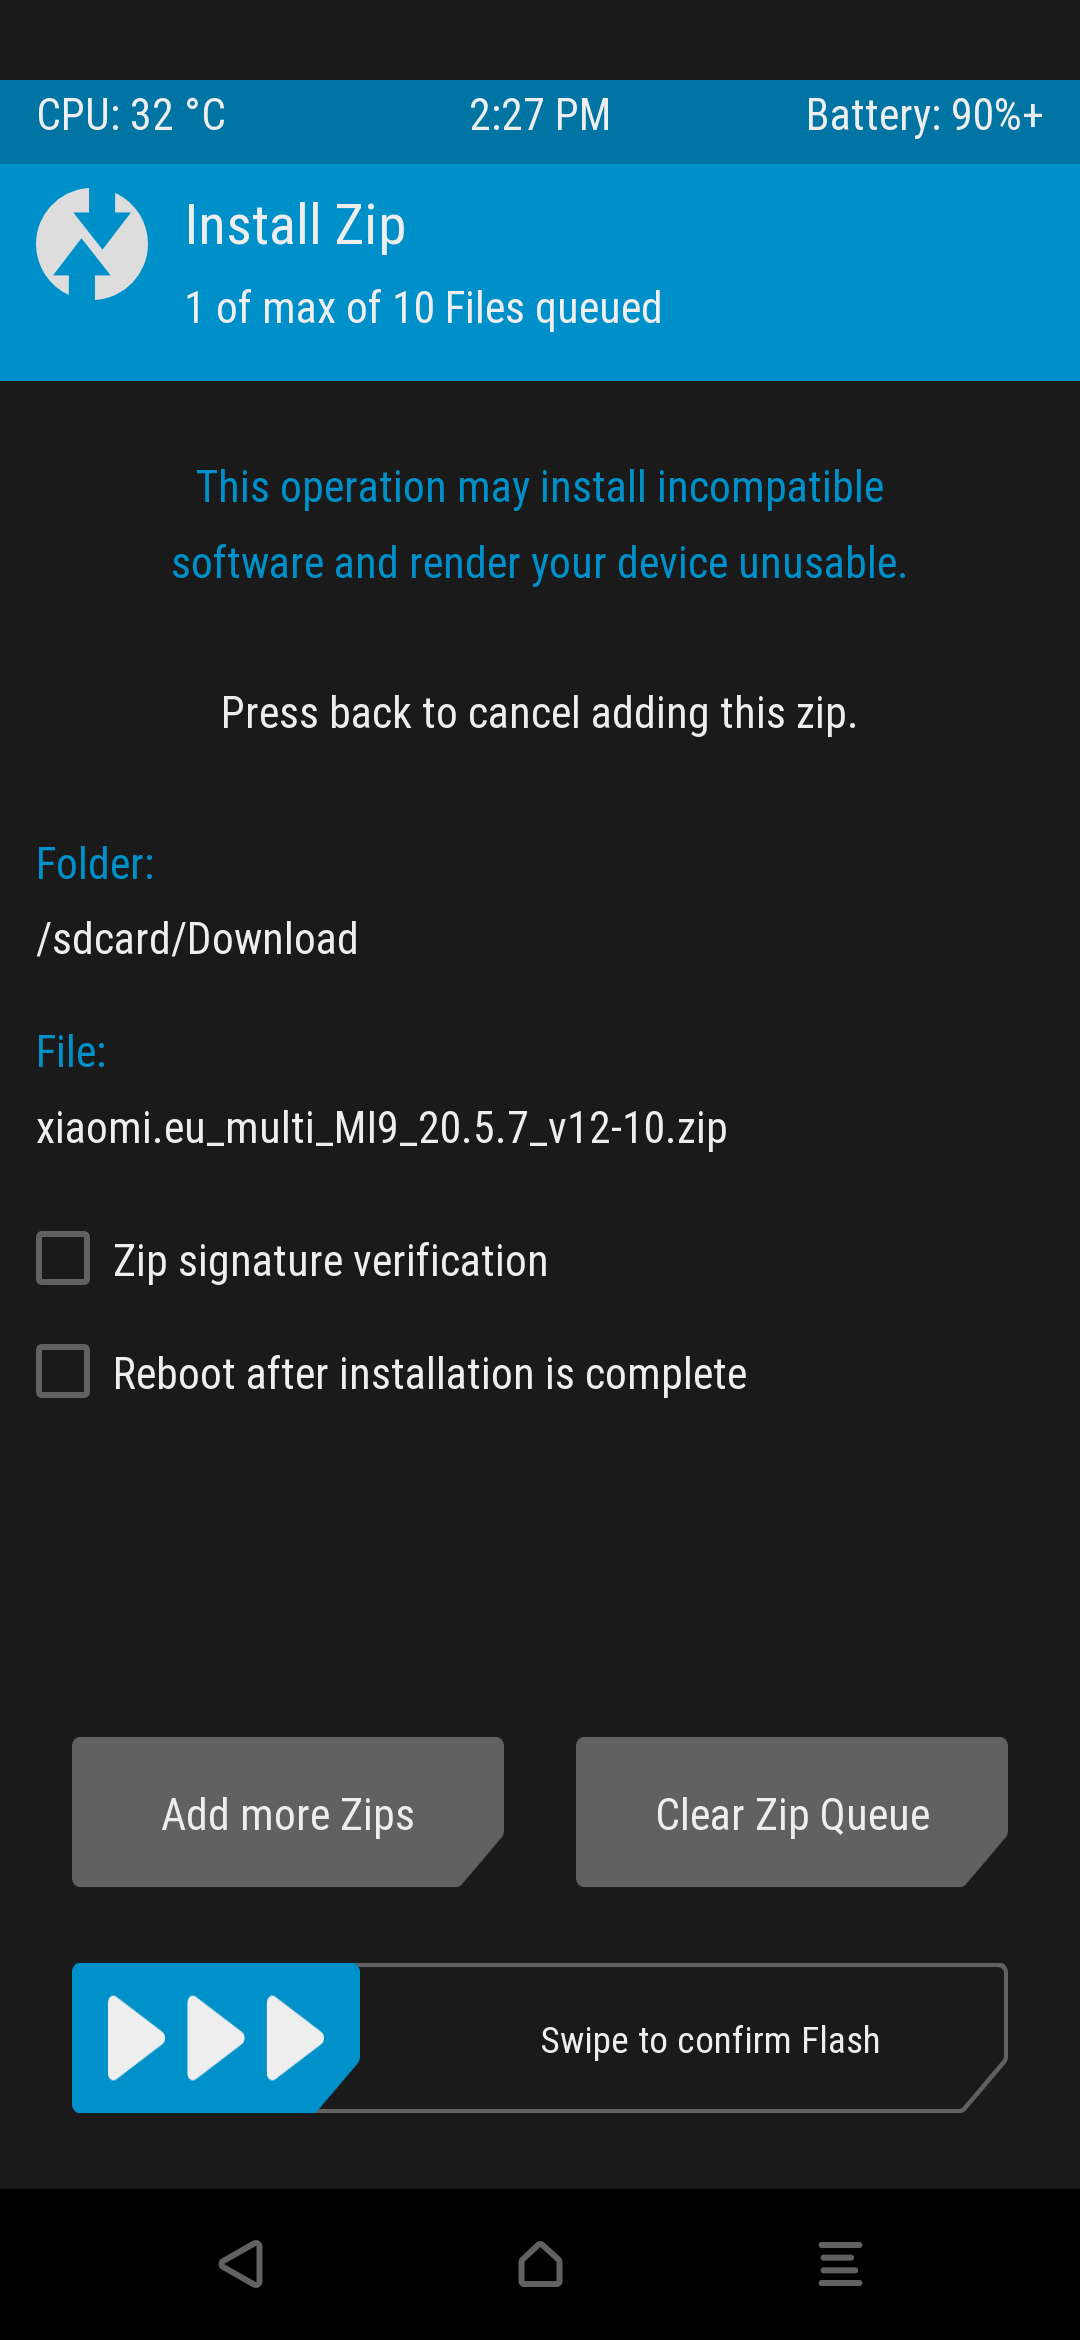 CPU: 32 °C 2:27 PM Battery: 90%+
Install Zip
1 of max of 10 Files queued
This operation may install incompatible
software and render your device unusable.
Press back to cancel adding this zip.
Folder:
/sdcard/Download
File:
xiaomi.eu_multi_MI9_20.5.7_v12-10.zip
Zip signature verification
Reboot after installation is complete
Add more Zips Clear Zip Queue
Swipe to confirm Flash